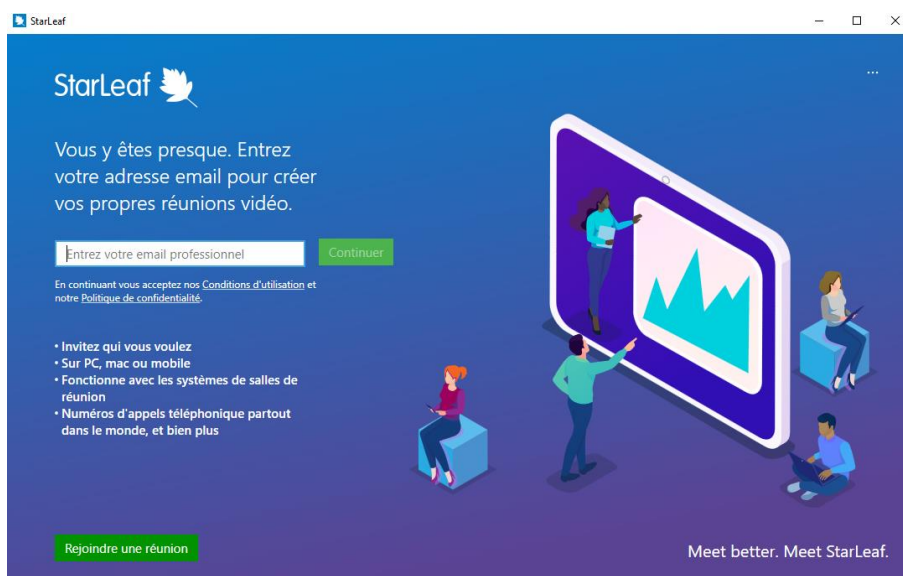 StarLeaf
StarLeaf
...
Vous y êtes presque. Entrez
votre adresse email pour créer
vos propres réunions vidéo.
Entrez votre email professionnel
Continuer
En continuant vous acceptez nos Conditions d'utilisation et
notre Politique de confidentialité.
• Invitez qui vous voulez
• Sur PC, mac ou mobile
• Fonctionne avec les systèmes de salles de
réunion
• Numéros d'appels téléphonique partout
dans le monde, et bien plus
Rejoindre une réunion
Meet better. Meet StarLeaf.